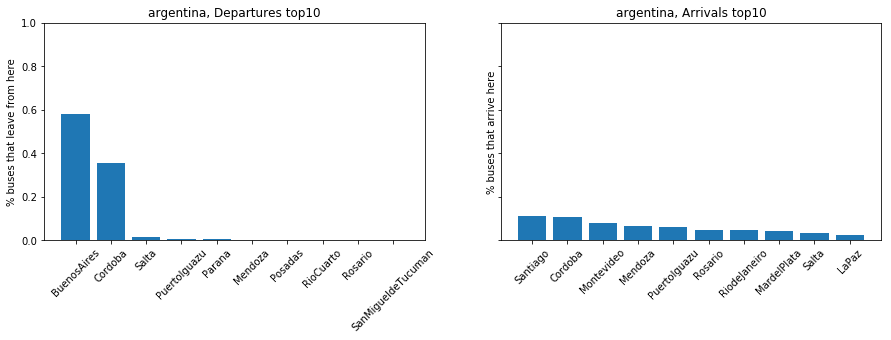 argentina, Departures top10
% buses that leave from here
1.0
0.8
0.6
0.4
0.2
0.0
BuenosAires
Cordoba
Salta
PuertoIguazu
Parana
Mendoza
Posadas
RioCuarto
Rosario
SanMigueldeTucuman
argentina, Arrivals top10
% buses that arrive here
Santiago
Cordoba
Montevideo
Mendoza
PuertoIguazu
Rosario
RiodeJaneiro
MardelPlata
Salta
LaPaz